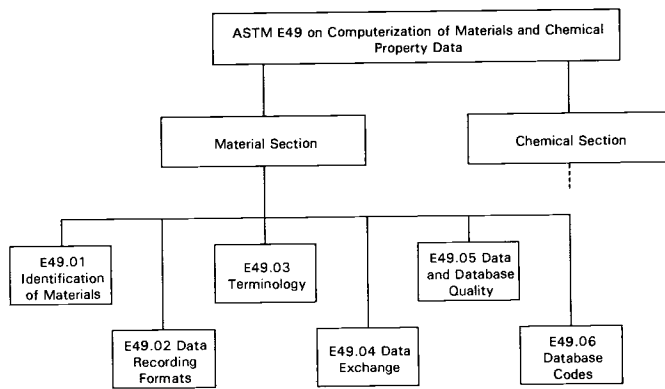 ASTM E49 on Computerization of Materials and Chemical
Property Data
Material Section
Chemical Section
E49.01
Identification
of Materials
E49.02 Data
Recording
Formats
E49.03
Terminology
E49.04 Data
Exchange
E49.05 Data
and Database
Quality
E49.06
Database
Codes